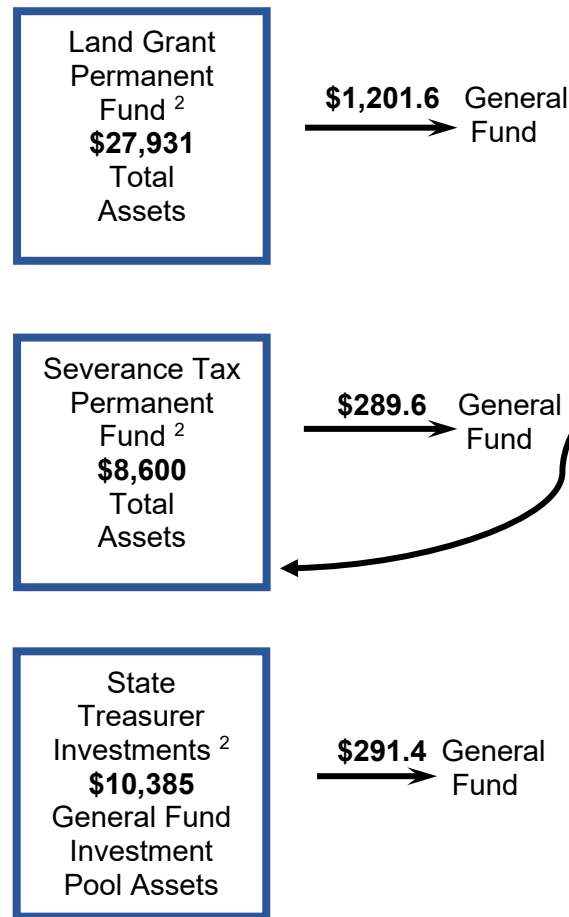 Land Grant
Permanent
Fund ²
$27,931
Total
Assets
$1,201.6 General
Fund
Severance Tax
Permanent
Fund ²
$8,600
Total
Assets
$289.6 General
Fund
State
Treasurer
Investments ²
$10,385
General Fund
Investment
Pool Assets
$291.4 General
Fund